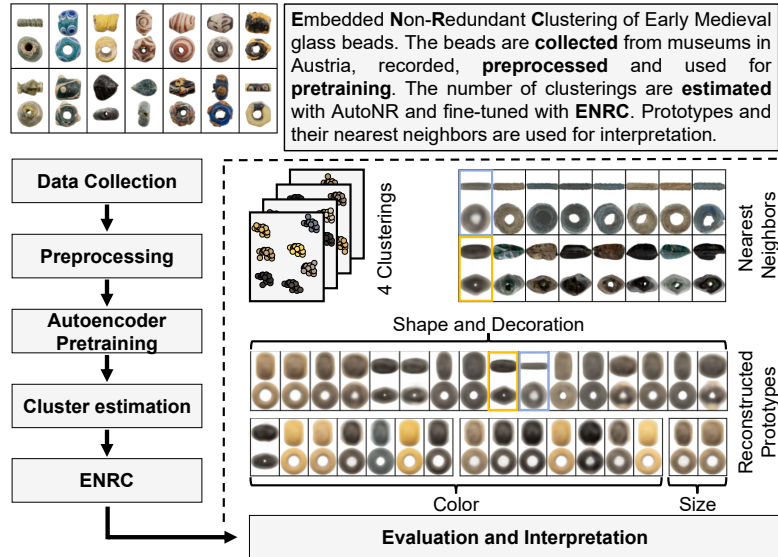 Embedded Non-Redundant Clustering of Early Medieval
glass beads. The beads are collected from museums in
Austria, recorded, preprocessed and used for
pretraining. The number of clusterings are estimated
with AutoNR and fine-tuned with ENRC. Prototypes and
their nearest neighbors are used for interpretation.
Data Collection
Preprocessing
Autoencoder
Pretraining
Cluster estimation
ENRC
4 Clusterings
Nearest
Neighbors
Shape and Decoration
Reconstructed
Prototypes
Color
Size
Evaluation and Interpretation